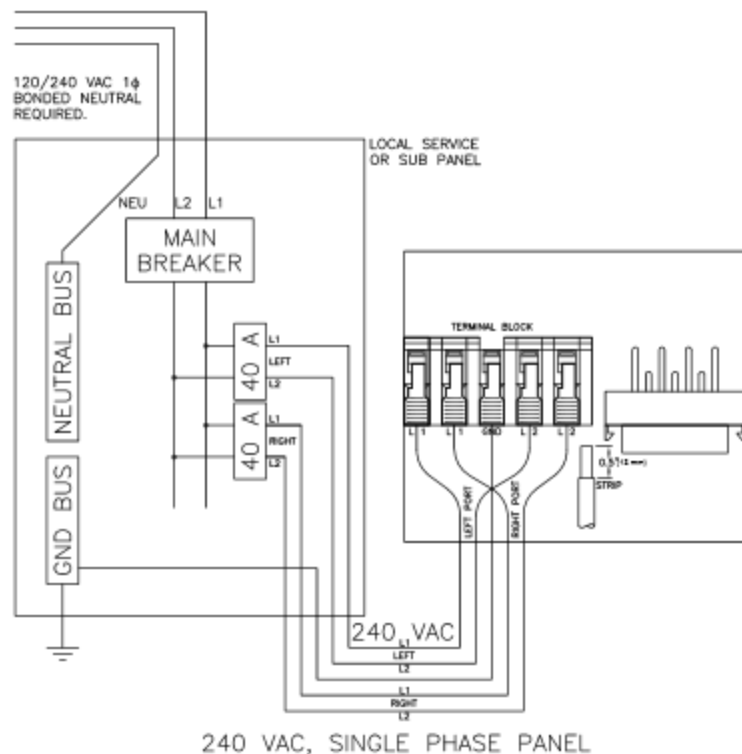 120/240 VAC 1ϕ
BONDED NEUTRAL
REQUIRED.
LOCAL SERVICE
OR SUB PANEL
NEU L2 L1
MAIN
BREAKER
NEUTRAL BUS
GND BUS
40 A
L1
LEFT
L2
40 A
L1
RIGHT
L2
TERMINAL BLOCK
L 1
L 1
GND
L 2
L 2
LEFT PORT
RIGHT PORT
STRIP
240 VAC
L1
LEFT
L2
L1
RIGHT
L2
240 VAC, SINGLE PHASE PANEL